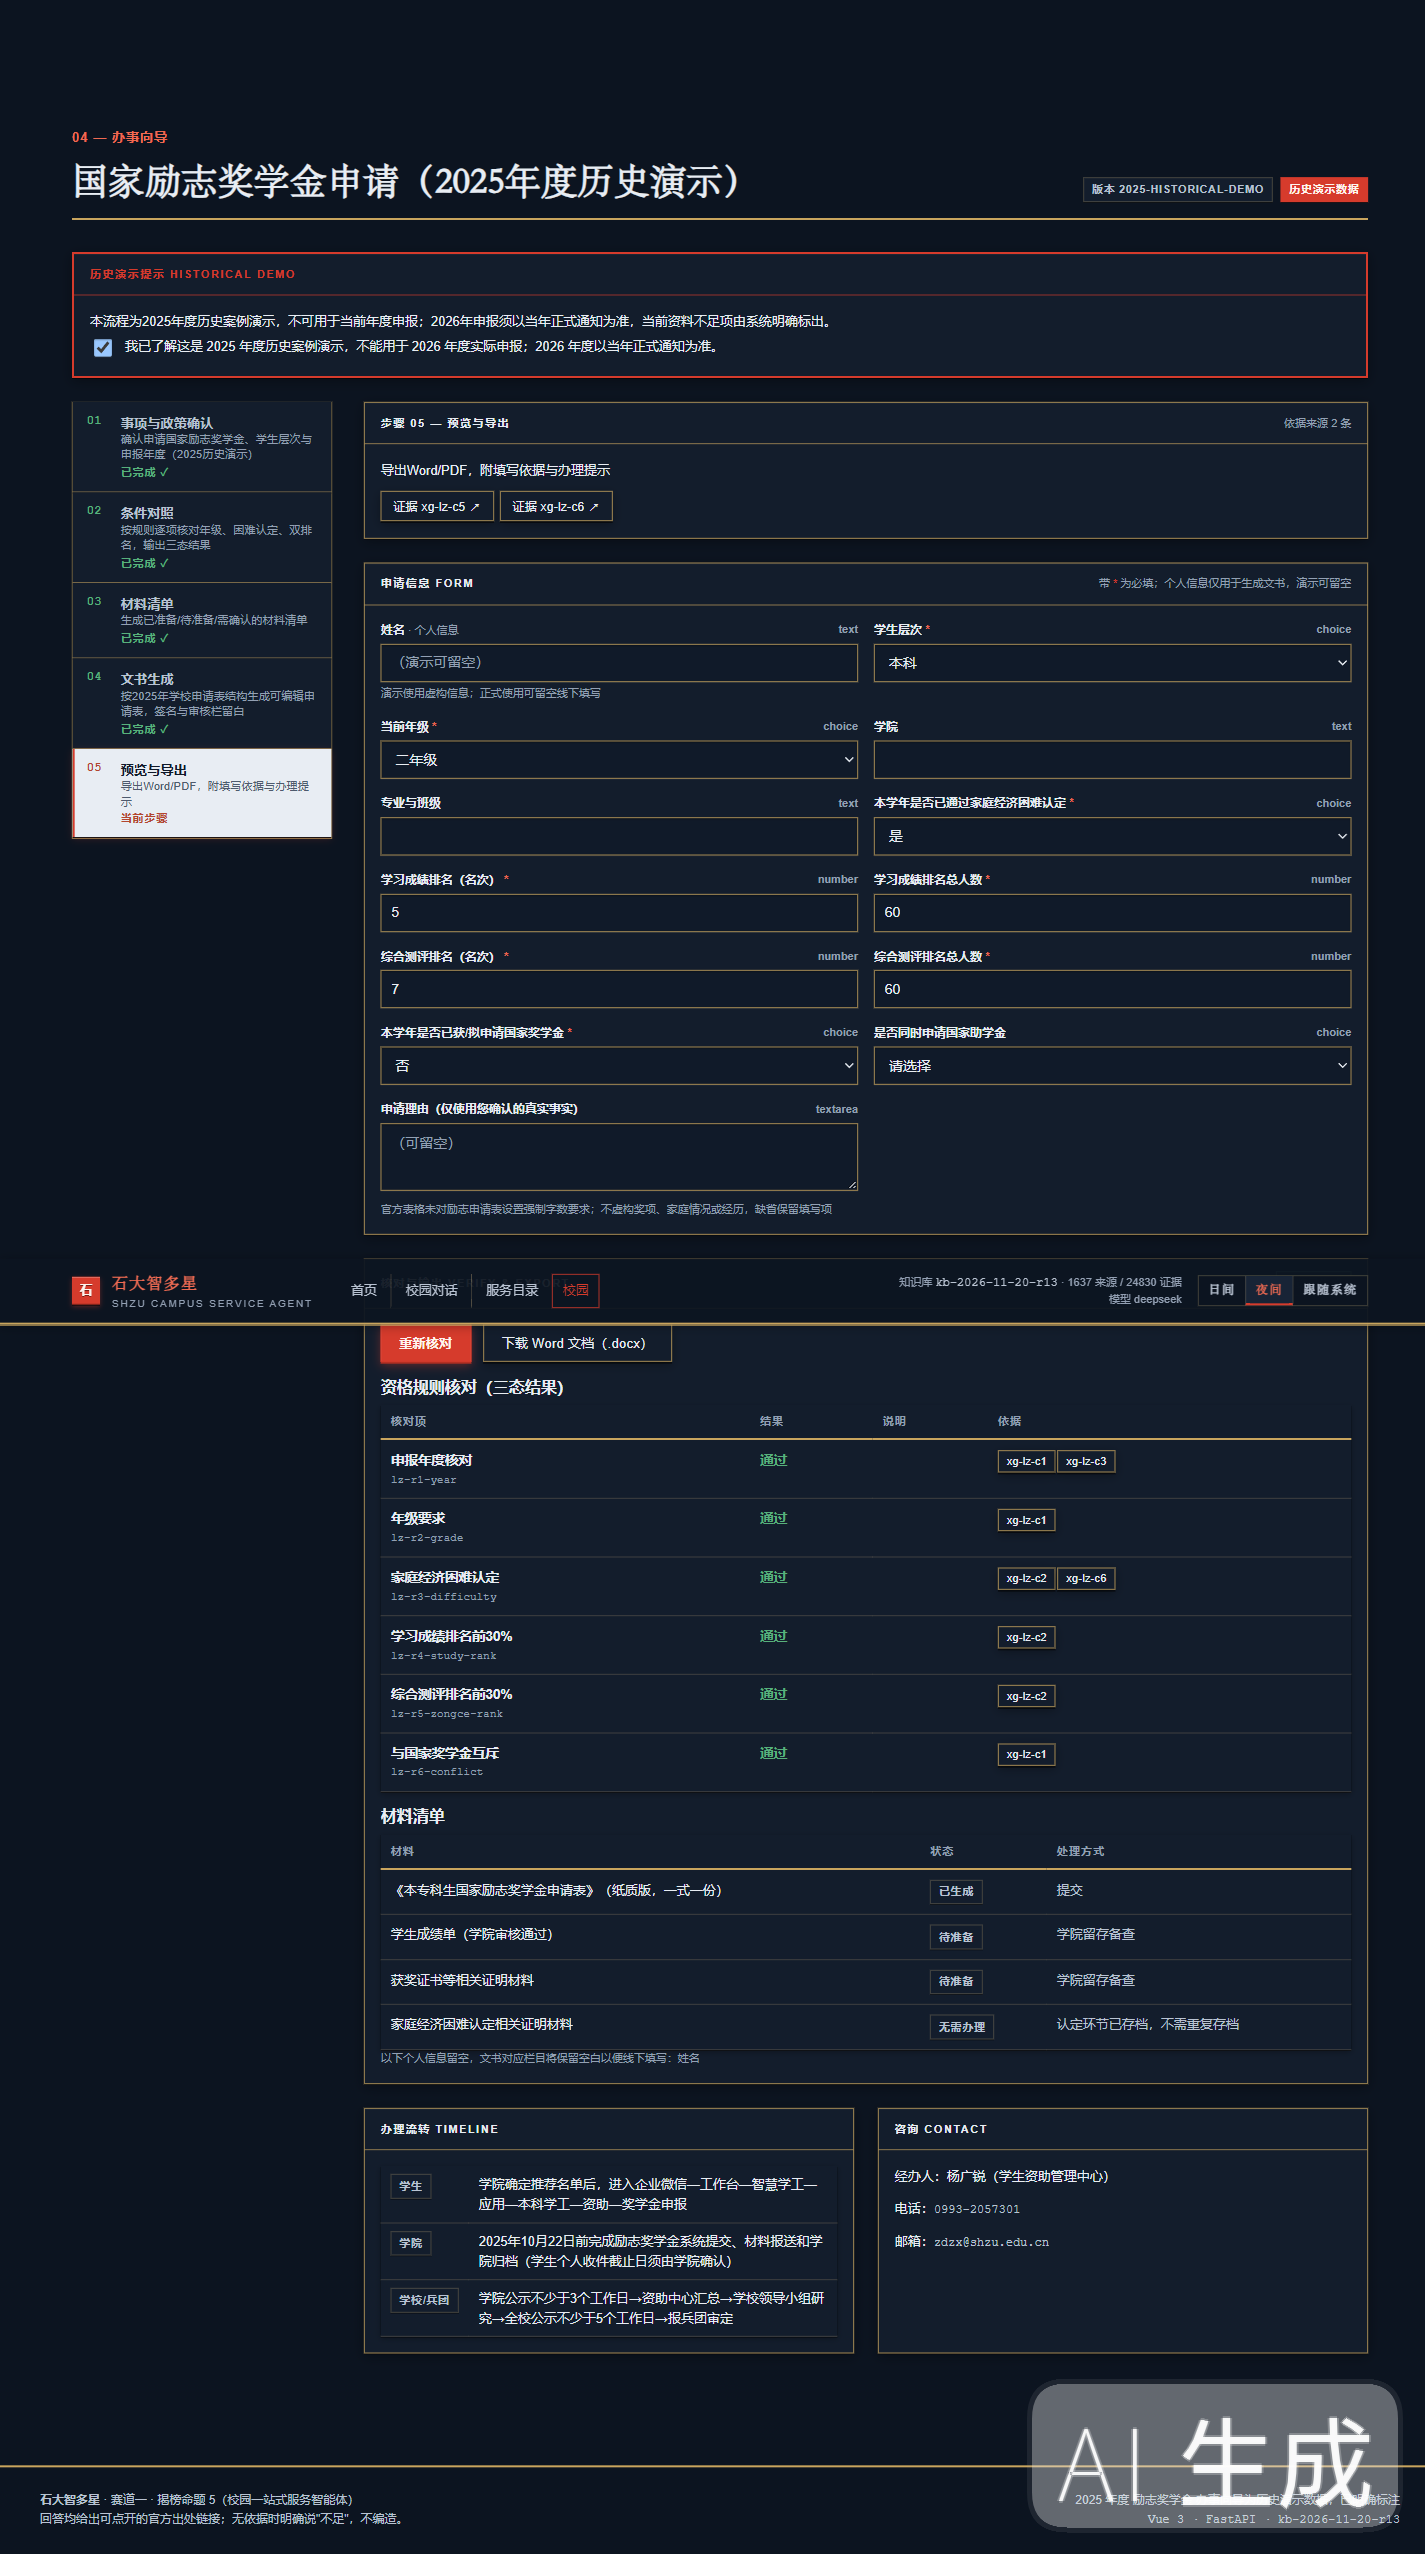 04 — 办事向导
国家励志奖学金申请（2025年度历史演示）
版本 2025-HISTORICAL-DEMO
历史演示数据
历史演示提示 HISTORICAL DEMO
本流程为2025年度历史案例演示，不可用于当前年度申报；2026年申报须以当年正式通知为准，当前资料不足项由系统明确标出。
我已了解这是 2025 年度历史案例演示，不能用于 2026 年度实际申报；2026 年度以当年正式通知为准。
01 事项与政策确认
确认申请国家励志奖学金、学生层次与
申报年度（2025历史演示）
已完成 ✓
02 条件对照
按规则逐项核对年级、困难认定、双排
名，输出三态结果
已完成 ✓
03 材料清单
生成已准备/待准备/需确认的材料清单
已完成 ✓
04 文书生成
按2025年学校申请表结构生成可编辑申
请表，签名与审核栏留白
已完成 ✓
05 预览与导出
导出Word/PDF，附填写依据与办理提
示
当前步骤
步骤 05 — 预览与导出
依据来源 2 条
导出Word/PDF，附填写依据与办理提示
证据 xg-lz-c5 ↗
证据 xg-lz-c6 ↗
申请信息 FORM
带 * 为必填；个人信息仅用于生成文书，演示可留空
姓名 · 个人信息 text
（演示可留空）
演示使用虚构信息；正式使用可留空线下填写
学生层次 * choice
本科
当前年级 * choice
二年级
学院 text
专业与班级 text
本学年是否已通过家庭经济困难认定 * choice
是
学习成绩排名（名次） * number
5
学习成绩排名总人数 * number
60
综合测评排名（名次） * number
7
综合测评排名总人数 * number
60
本学年是否已获/拟申请国家奖学金 * choice
否
是否同时申请国家助学金 choice
请选择
申请理由（仅使用您确认的真实事实） textarea
（可留空）
官方表格未对励志申请表设置强制字数要求；不虚构奖项、家庭情况或经历，缺省保留填写项
石
石大智多星
SHZU CAMPUS SERVICE AGENT
首页
校园对话
服务目录
校园
知识库 kb-2026-11-20-r13 · 1637 来源 / 24830 证据
模型 deepseek
日间
夜间
跟随系统
重新核对
下载 Word 文档（.docx）
资格规则核对（三态结果）
核对项 结果 说明 依据
申报年度核对 通过 xg-lz-c1 xg-lz-c3
lz-r1-year
年级要求 通过 xg-lz-c1
lz-r2-grade
家庭经济困难认定 通过 xg-lz-c2 xg-lz-c6
lz-r3-difficulty
学习成绩排名前30% 通过 xg-lz-c2
lz-r4-study-rank
综合测评排名前30% 通过 xg-lz-c2
lz-r5-zongce-rank
与国家奖学金互斥 通过 xg-lz-c1
lz-r6-conflict
材料清单
材料 状态 处理方式
《本专科生国家励志奖学金申请表》（纸质版，一式一份） 已生成 提交
学生成绩单（学院审核通过） 待准备 学院留存备查
获奖证书等相关证明材料 待准备 学院留存备查
家庭经济困难认定相关证明材料 无需办理 认定环节已存档，不需重复存档
以下个人信息留空，文书对应栏目将保留空白以便线下填写：姓名
办理流转 TIMELINE
学生 学院确定推荐名单后，进入企业微信—工作台—智慧学工—
应用—本科学工—资助—奖学金申报
学院 2025年10月22日前完成励志奖学金系统提交、材料报送和学
院归档（学生个人收件截止日须由学院确认）
学校/兵团 学院公示不少于3个工作日→资助中心汇总→学校领导小组研
究→全校公示不少于5个工作日→报兵团审定
咨询 CONTACT
经办人：杨广锐（学生资助管理中心）
电话：0993-2057301
邮箱：zdzx@shzu.edu.cn
AI 生成
石大智多星 · 赛道一 · 揭榜命题 5（校园一站式服务智能体）
回答均给出可点开的官方出处链接；无依据时明确说"不足"，不编造。
2025 年度
Vue 3 · FastAPI · kb-2026-11-20-r13